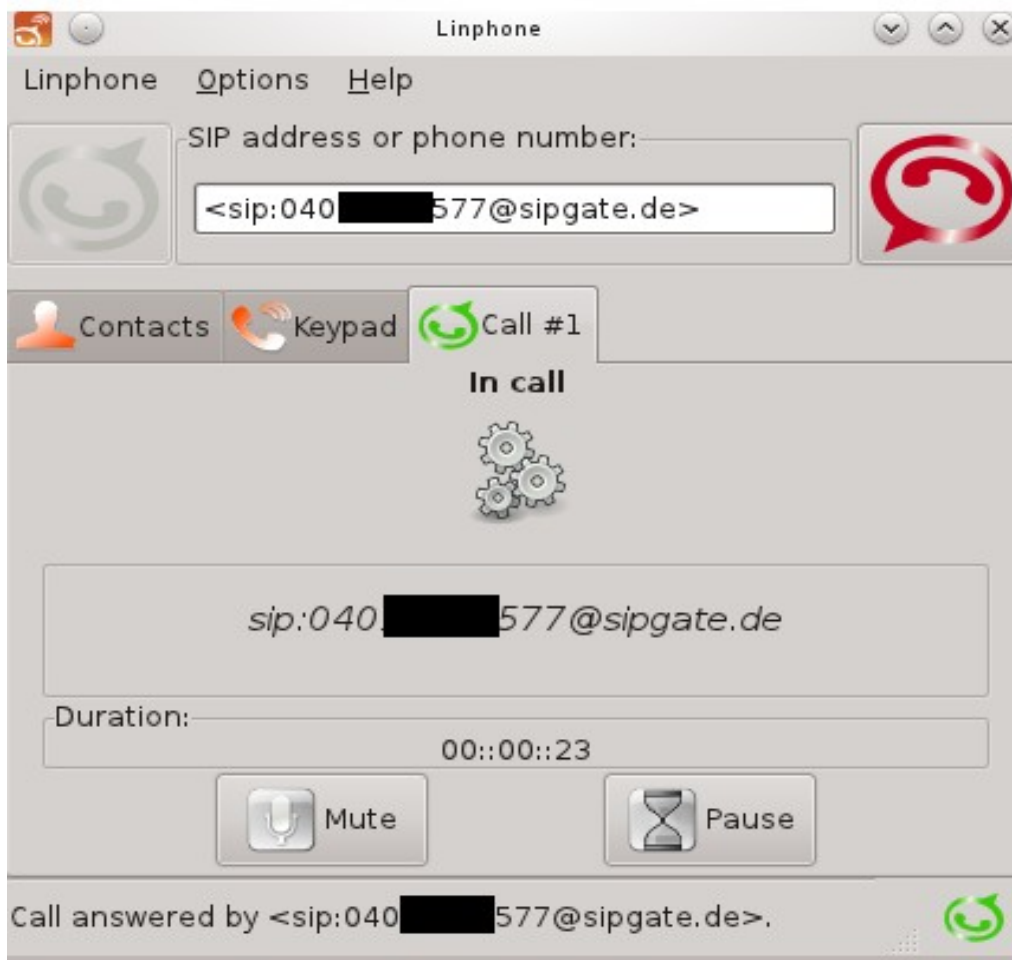 Linphone
Linphone Options Help
SIP address or phone number:
<sip:040 577@sipgate.de>
Contacts Keypad Call #1
In call
sip:040 577@sipgate.de
Duration:
00::00::23
Mute Pause
Call answered by <sip:040 577@sipgate.de>.